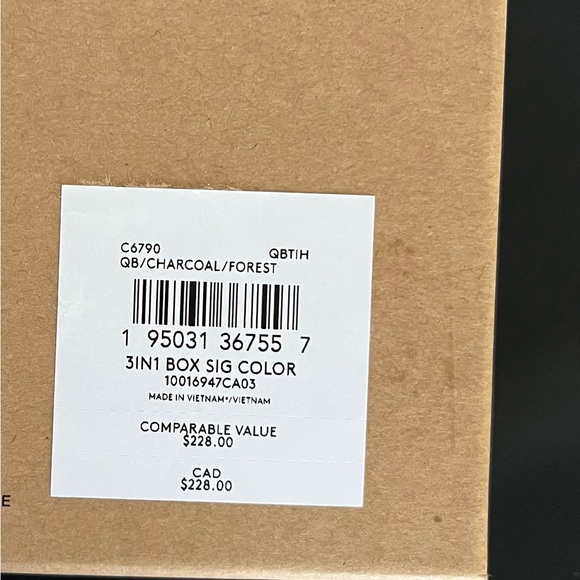 C6790 QBTIH
QB/CHARCOAL/FOREST
1 95031 36755 7
3IN1 BOX SIG COLOR
10016947CA03
MADE IN VIETNAM*/VIETNAM
COMPARABLE VALUE
$228.00
CAD
$228.00
E